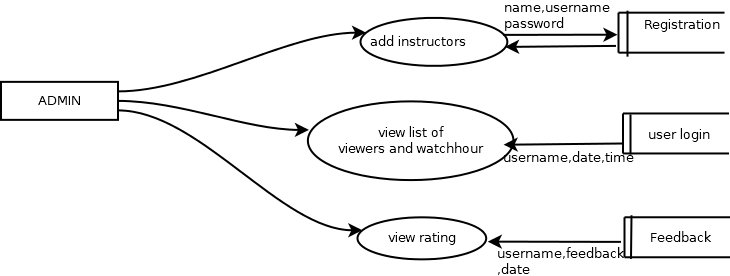 name,username
password
Registration
add instructors
ADMIN
view list of
viewers and watchhour
user login
username,date,time
view rating
Feedback
username,feedback
,date